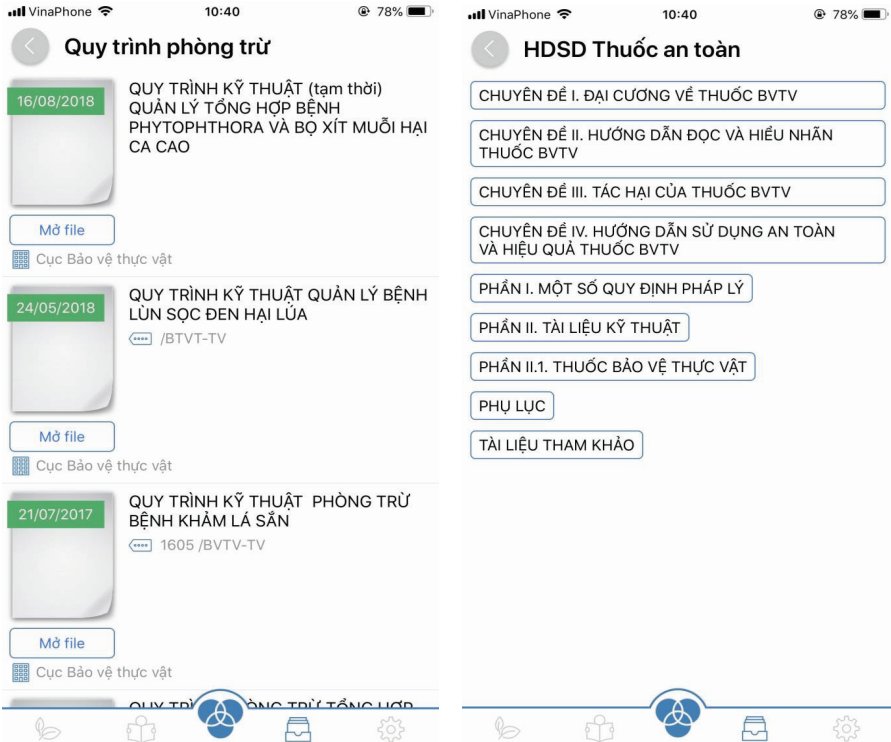 VinaPhone 10:40 78%
Quy trình phòng trừ
16/08/2018
QUY TRÌNH KỸ THUẬT (tạm thời)
QUẢN LÝ TỔNG HỢP BỆNH
PHYTOPHTHORA VÀ BỌ XÍT MUỖI HẠI
CA CAO
Mở file
Cục Bảo vệ thực vật
24/05/2018
QUY TRÌNH KỸ THUẬT QUẢN LÝ BỆNH
LÙN SỌC ĐEN HẠI LÚA
/BTVT-TV
Mở file
Cục Bảo vệ thực vật
21/07/2017
QUY TRÌNH KỸ THUẬT PHÒNG TRỪ
BỆNH KHẢM LÁ SẮN
1605 /BVTV-TV
Mở file
Cục Bảo vệ thực vật
VinaPhone 10:40 78%
HDSD Thuốc an toàn
CHUYÊN ĐỀ I. ĐẠI CƯƠNG VỀ THUỐC BVTV
CHUYÊN ĐỀ II. HƯỚNG DẪN ĐỌC VÀ HIỂU NHÃN
THUỐC BVTV
CHUYÊN ĐỀ III. TÁC HẠI CỦA THUỐC BVTV
CHUYÊN ĐỀ IV. HƯỚNG DẪN SỬ DỤNG AN TOÀN
VÀ HIỆU QUẢ THUỐC BVTV
PHẦN I. MỘT SỐ QUY ĐỊNH PHÁP LÝ
PHẦN II. TÀI LIỆU KỸ THUẬT
PHẦN II.1. THUỐC BẢO VỆ THỰC VẬT
PHỤ LỤC
TÀI LIỆU THAM KHẢO